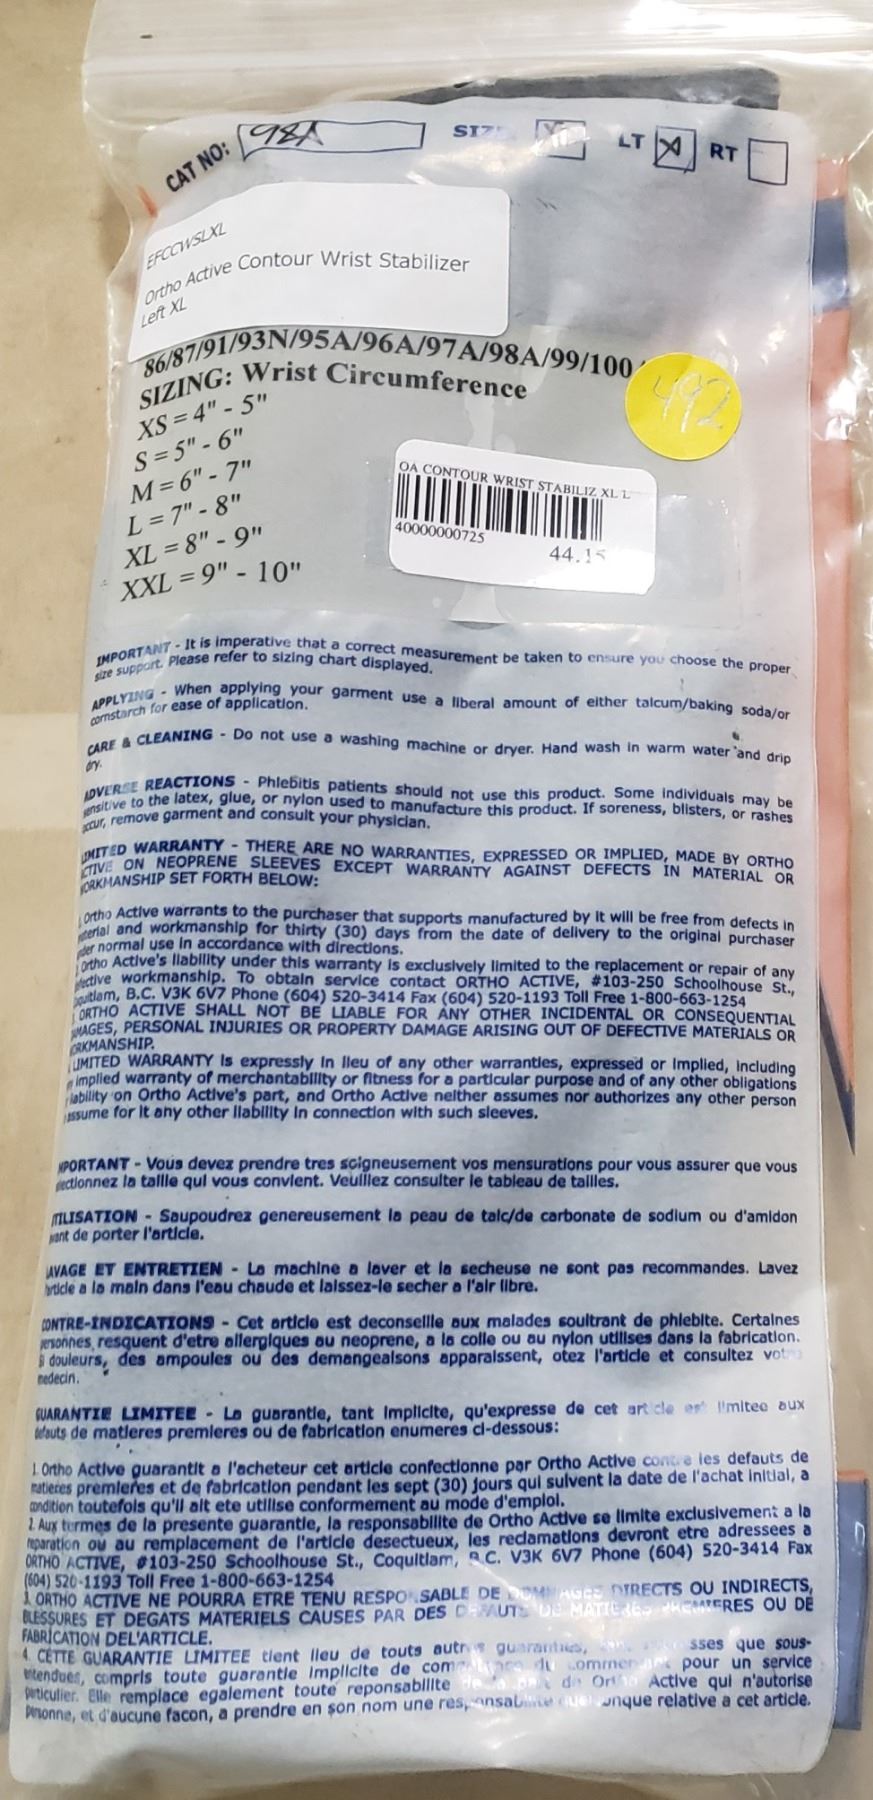 CAT NO: 98A SIZ LT X RT
EFCCWSLXL
Ortho Active Contour Wrist Stabilizer
Left XL
86/87/91/93N/95A/96A/97A/98A/99/100
SIZING: Wrist Circumference
XS = 4" - 5"
S = 5" - 6"
M = 6" - 7"
L = 7" - 8"
XL = 8" - 9"
XXL = 9" - 10"
492
OA CONTOUR WRIST STABILIZ XL L
40000000725
44.15
IMPORTANT - It is imperative that a correct measurement be taken to ensure you choose the proper
size support. Please refer to sizing chart displayed.
APPLYING - When applying your garment use a liberal amount of either talcum/baking soda/or
cornstarch for ease of application.
CARE & CLEANING - Do not use a washing machine or dryer. Hand wash in warm water and drip
dry.
ADVERSE REACTIONS - Phlebitis patients should not use this product. Some individuals may be
sensitive to the latex, glue, or nylon used to manufacture this product. If soreness, blisters, or rashes
occur, remove garment and consult your physician.
LIMITED WARRANTY - THERE ARE NO WARRANTIES, EXPRESSED OR IMPLIED, MADE BY ORTHO
ACTIVE ON NEOPRENE SLEEVES EXCEPT WARRANTY AGAINST DEFECTS IN MATERIAL OR
WORKMANSHIP SET FORTH BELOW:
Ortho Active warrants to the purchaser that supports manufactured by it will be free from defects in
material and workmanship for thirty (30) days from the date of delivery to the original purchaser
under normal use in accordance with directions.
Ortho Active's liability under this warranty is exclusively limited to the replacement or repair of any
defective workmanship. To obtain service contact ORTHO ACTIVE, #103-250 Schoolhouse St.,
Coquitlam, B.C. V3K 6V7 Phone (604) 520-3414 Fax (604) 520-1193 Toll Free 1-800-663-1254
ORTHO ACTIVE SHALL NOT BE LIABLE FOR ANY OTHER INCIDENTAL OR CONSEQUENTIAL
DAMAGES, PERSONAL INJURIES OR PROPERTY DAMAGE ARISING OUT OF DEFECTIVE MATERIALS OR
WORKMANSHIP.
LIMITED WARRANTY is expressly in lieu of any other warranties, expressed or implied, including
implied warranty of merchantability or fitness for a particular purpose and of any other obligations
liability on Ortho Active's part, and Ortho Active neither assumes nor authorizes any other person
assume for it any other liability in connection with such sleeves.
IMPORTANT - Vous devez prendre tres soigneusement vos mensurations pour vous assurer que vous
selectionnez la taille qui vous convient. Veuillez consulter le tableau de tailles.
UTILISATION - Saupoudrez genereusement la peau de talc/de carbonate de sodium ou d'amidon
avant de porter l'article.
LAVAGE ET ENTRETIEN - La machine a laver et la secheuse ne sont pas recommandes. Lavez
l'article a la main dans l'eau chaude et laissez-le secher a l'air libre.
CONTRE-INDICATIONS - Cet article est deconseille aux malades soultrant de phlebite. Certaines
personnes resquent d'etre allergiques au neoprene, a la colle ou au nylon utilises dans la fabrication.
Si douleurs, des ampoules ou des demangeaisons apparaissent, otez l'article et consultez votre
medecin.
GUARANTIE LIMITEE - La guarantie, tant implicite, qu'expresse de cet article est limitee aux
defauts de matieres premieres ou de fabrication enumeres ci-dessous:
1. Ortho Active guarantit a l'acheteur cet article confectionne par Ortho Active contre les defauts de
matieres premieres et de fabrication pendant les sept (30) jours qui suivent la date de l'achat initial, a
condition toutefois qu'il ait ete utilise conformement au mode d'emploi.
2. Aux turmes de la presente guarantie, la responsabilite de Ortho Active se limite exclusivement a la
reparation ou au remplacement de l'article desectueux, les reclamations devront etre adressees a
ORTHO ACTIVE, #103-250 Schoolhouse St., Coquitlam, B.C. V3K 6V7 Phone (604) 520-3414 Fax
(604) 520-1193 Toll Free 1-800-663-1254
3. ORTHO ACTIVE NE POURRA ETRE TENU RESPONSABLE DE DOMMAGES DIRECTS OU INDIRECTS,
BLESSURES ET DEGATS MATERIELS CAUSES PAR DES DEFAUTS DE MATIERES PREMIERES OU DE
FABRICATION DEL'ARTICLE.
4. CETTE GUARANTIE LIMITEE tient lieu de touts autres guaranties, que sous-
entendues, compris toute guarantie implicite de pour un service
particulier. Elle remplace egalement toute reponsabilite de la part de Ortho Active qui n'autorise
personne, et d'aucune facon, a prendre en son nom une responsabilite quelconque relative a cet article.